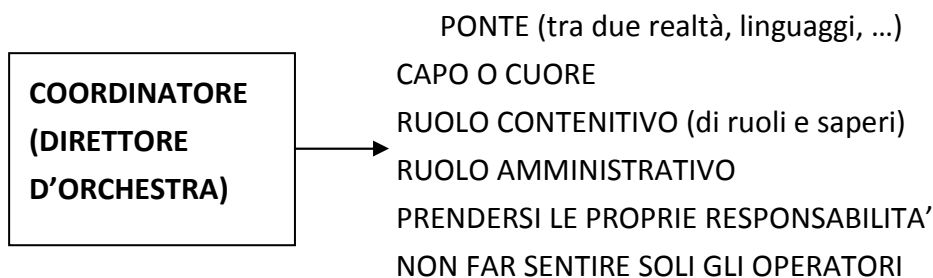 PONTE (tra due realtà, linguaggi, …)
CAPO O CUORE
RUOLO CONTENITIVO (di ruoli e saperi)
RUOLO AMMINISTRATIVO
PRENDERSI LE PROPRIE RESPONSABILITA’
NON FAR SENTIRE SOLI GLI OPERATORI
COORDINATORE
(DIRETTORE
D’ORCHESTRA)